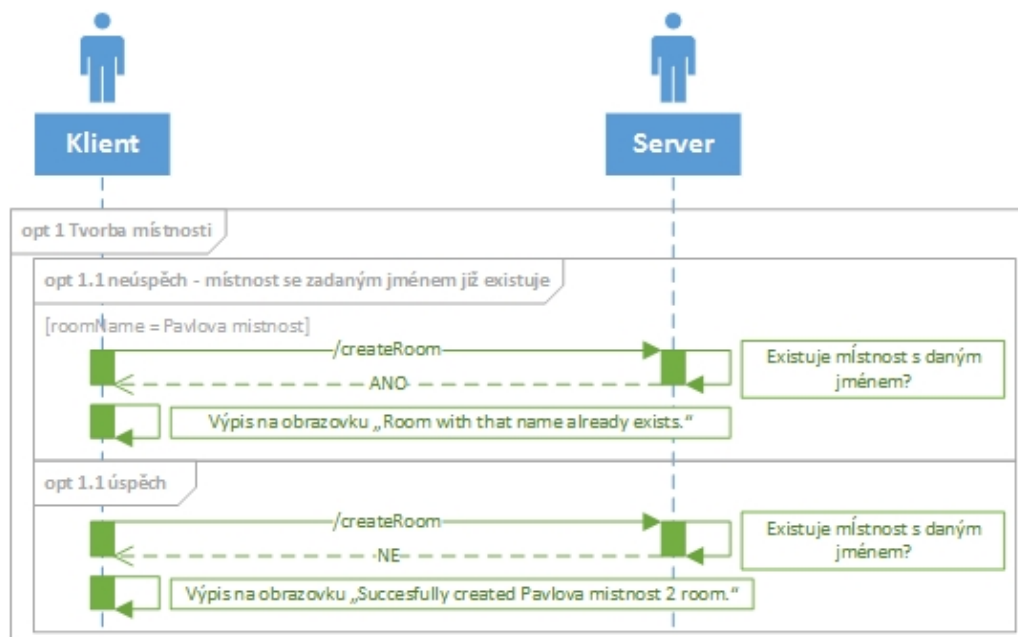 Klient
Server
opt 1 Tvorba místnosti
opt 1.1 neúspěch - místnost se zadaným jménem již existuje
[roomName = Pavlova mistnost]
/createRoom
Existuje místnost s daným
jménem?
ANO
Výpis na obrazovku „Room with that name already exists.“
opt 1.1 úspěch
/createRoom
Existuje místnost s daným
jménem?
NE
Výpis na obrazovku „Succesfully created Pavlova mistnost 2 room.“